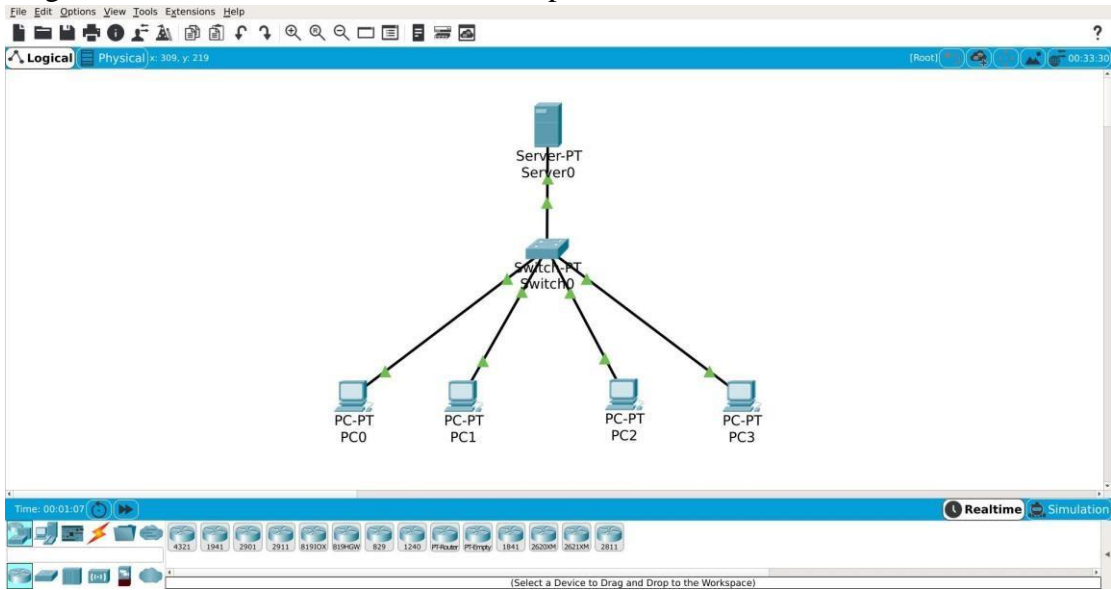 File Edit Options View Tools Extensions Help
?
Logical Physical x: 309, y: 219 [Root] 00:33:30
Server-PT
Server0
Switch-PT
Switch0
PC-PT PC-PT PC-PT PC-PT
PC0 PC1 PC2 PC3
Time: 00:01:07 Realtime Simulation
4321 1941 2901 2911 819IOX 819HGW 829 1240 PT-Router PT-Empty 1841 2620XM 2621XM 2811
(Select a Device to Drag and Drop to the Workspace)